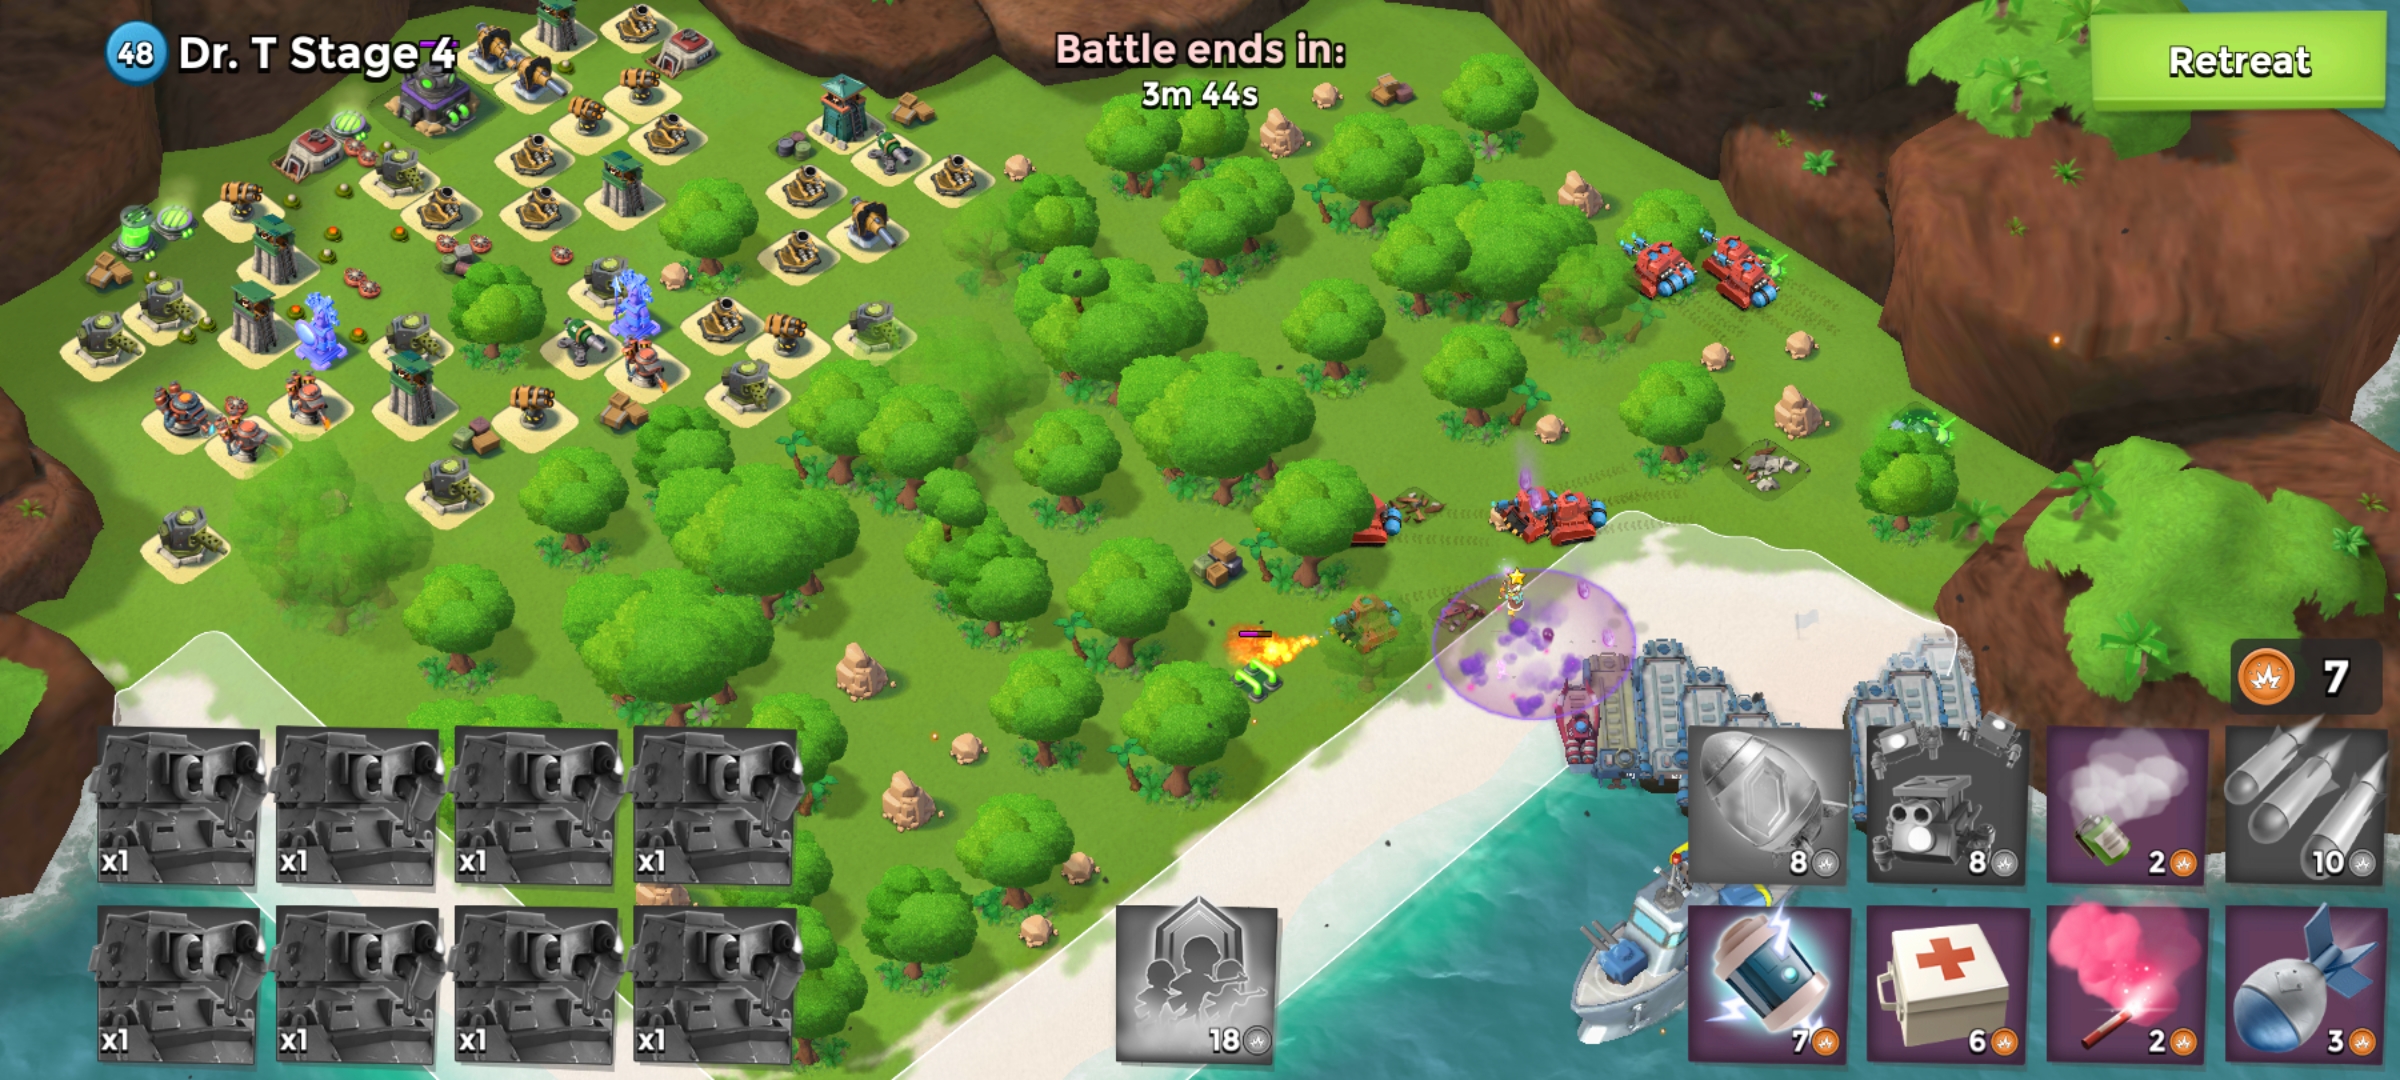 48 Dr. T Stage 4
Battle ends in:
3m 44s
Retreat
7
x1 x1 x1 x1
8 8 2 10
x1 x1 x1 x1
18
7 6 2 3